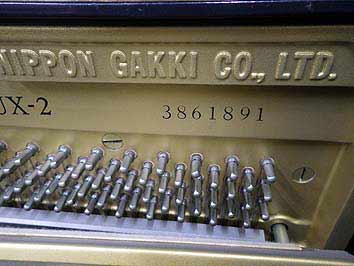 NIPPON GAKKI CO., LTD.
UX-2 3861891